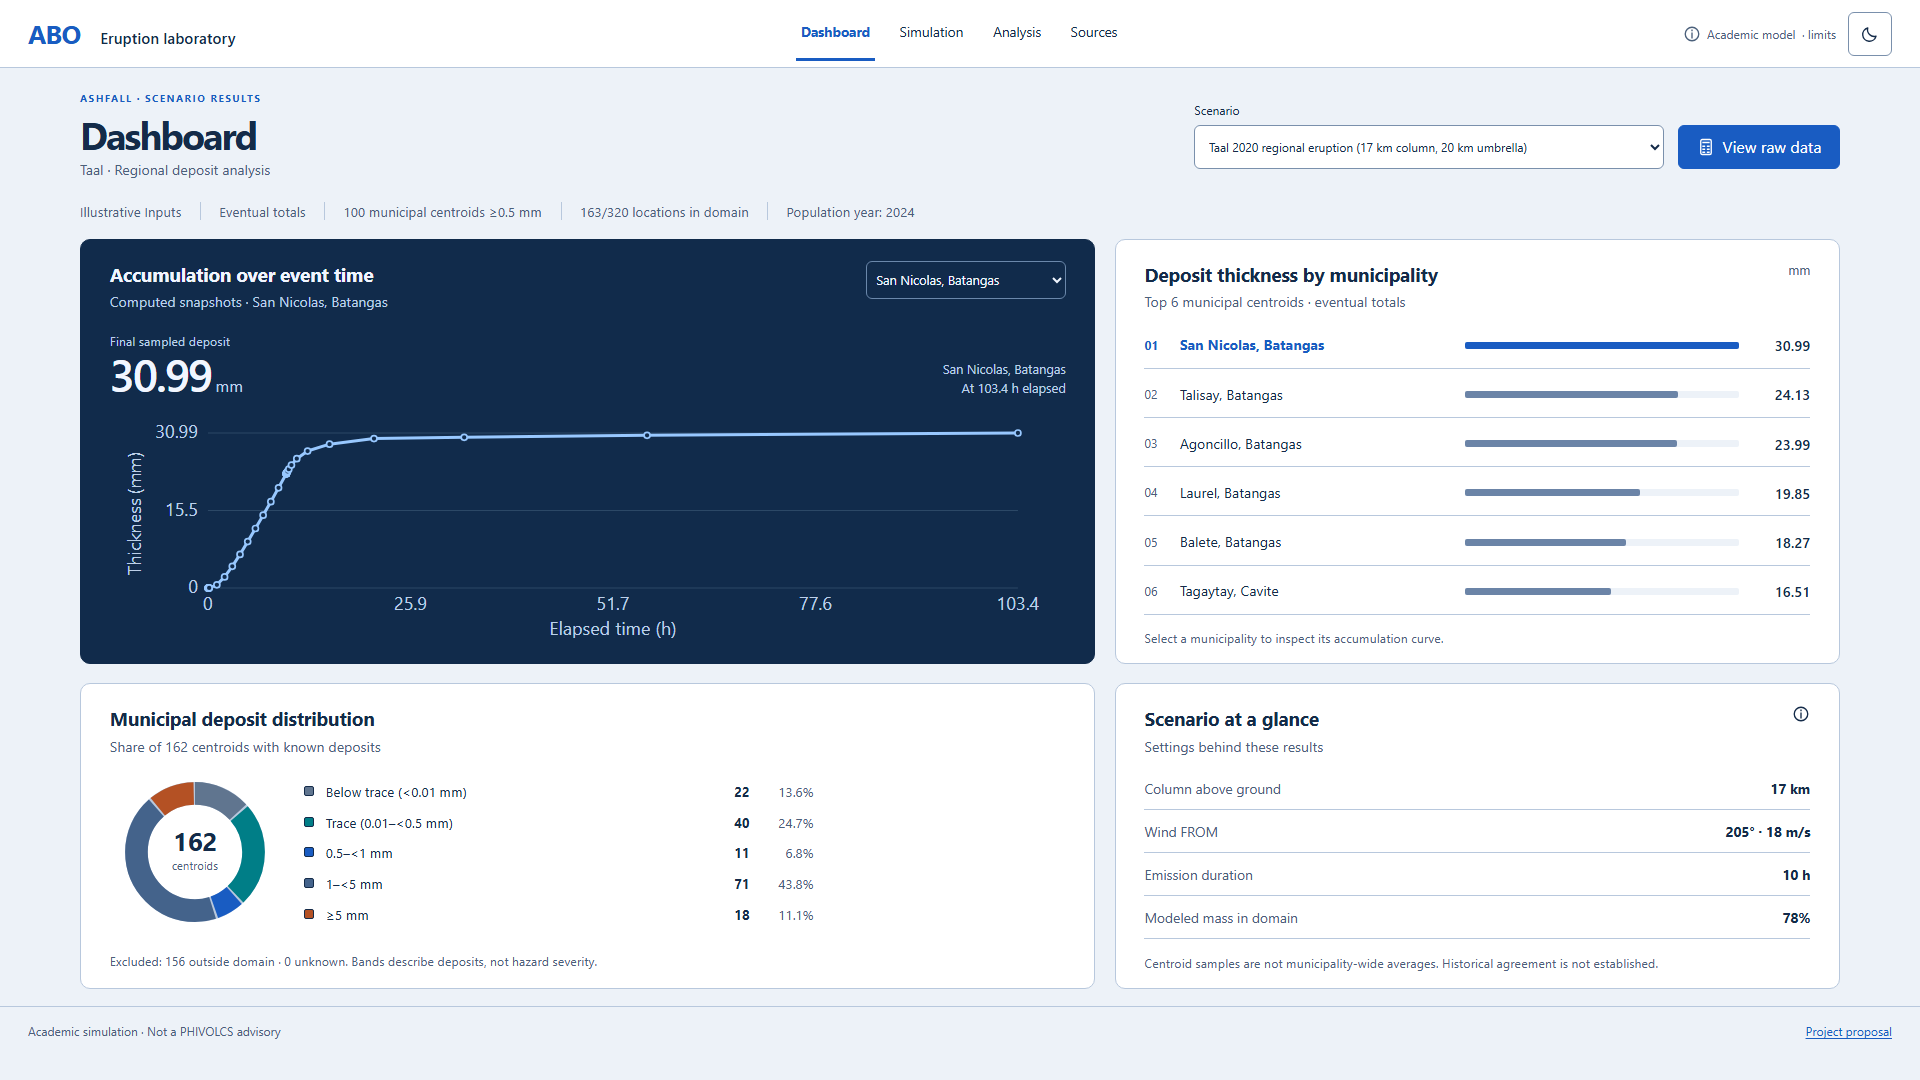 ABO Eruption laboratory
Dashboard Simulation Analysis Sources
Academic model · limits
ASHFALL · SCENARIO RESULTS
Dashboard
Taal · Regional deposit analysis
Scenario
Taal 2020 regional eruption (17 km column, 20 km umbrella)
View raw data
Illustrative Inputs
Eventual totals
100 municipal centroids ≥0.5 mm
163/320 locations in domain
Population year: 2024
Accumulation over event time
Computed snapshots · San Nicolas, Batangas
San Nicolas, Batangas
Final sampled deposit
30.99 mm
San Nicolas, Batangas
At 103.4 h elapsed
30.99
15.5
0
Thickness (mm)
0 25.9 51.7 77.6 103.4
Elapsed time (h)
Deposit thickness by municipality
mm
Top 6 municipal centroids · eventual totals
01 San Nicolas, Batangas 30.99
02 Talisay, Batangas 24.13
03 Agoncillo, Batangas 23.99
04 Laurel, Batangas 19.85
05 Balete, Batangas 18.27
06 Tagaytay, Cavite 16.51
Select a municipality to inspect its accumulation curve.
Municipal deposit distribution
Share of 162 centroids with known deposits
162
centroids
Below trace (<0.01 mm) 22 13.6%
Trace (0.01–<0.5 mm) 40 24.7%
0.5–<1 mm 11 6.8%
1–<5 mm 71 43.8%
≥5 mm 18 11.1%
Excluded: 156 outside domain · 0 unknown. Bands describe deposits, not hazard severity.
Scenario at a glance
Settings behind these results
Column above ground 17 km
Wind FROM 205° · 18 m/s
Emission duration 10 h
Modeled mass in domain 78%
Centroid samples are not municipality-wide averages. Historical agreement is not established.
Academic simulation · Not a PHIVOLCS advisory
Project proposal